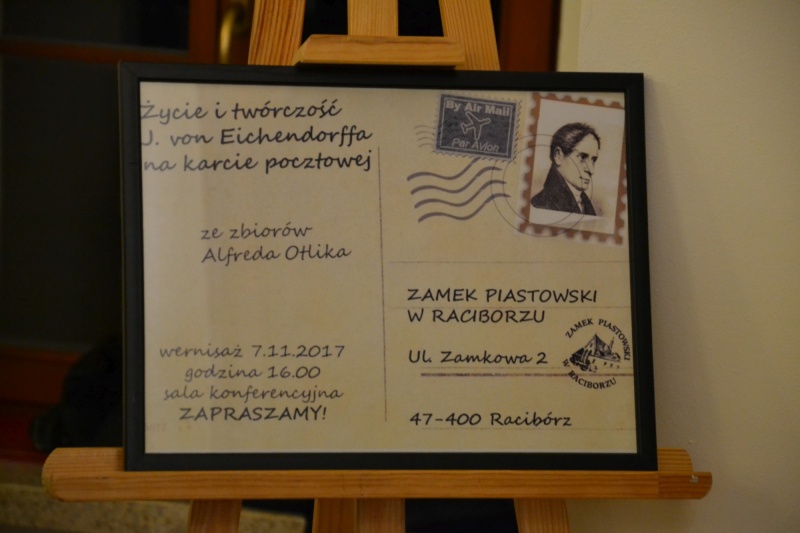 Życie i twórczość
J. von Eichendorffa
na karcie pocztowej
ze zbiorów
Alfreda Otlika
wernisaż 7.11.2017
godzina 16.00
sala konferencyjna
ZAPRASZAMY!
By Air Mail
Par Avion
ZAMEK PIASTOWSKI
W RACIBORZU
Ul. Zamkowa 2
ZAMEK PIASTOWSKI
W RACIBORZU
47-400 Racibórz